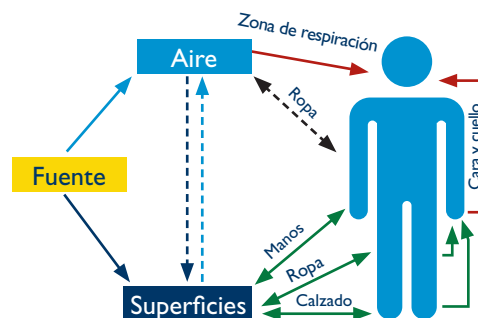 Zona de respiración
Aire
Ropa
Cara y cuello
Fuente
Manos
Ropa
Calzado
Superficies